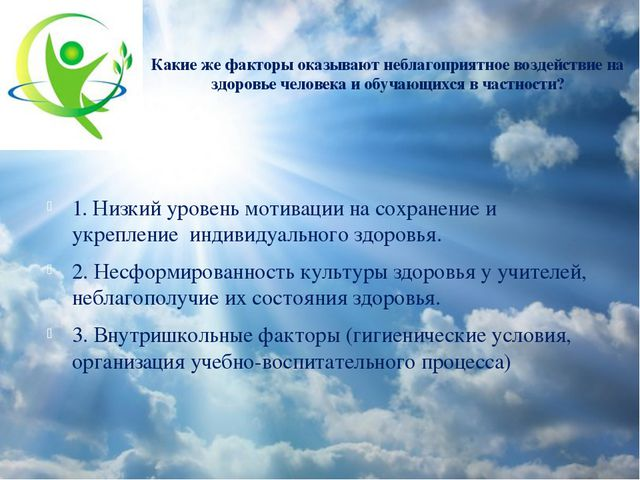 Какие же факторы оказывают неблагоприятное воздействие на
здоровье человека и обучающихся в частности?
1. Низкий уровень мотивации на сохранение и
укрепление  индивидуального здоровья.
2. Несформированность культуры здоровья у учителей,
неблагополучие их состояния здоровья.
3. Внутришкольные факторы (гигиенические условия,
организация учебно-воспитательного процесса)